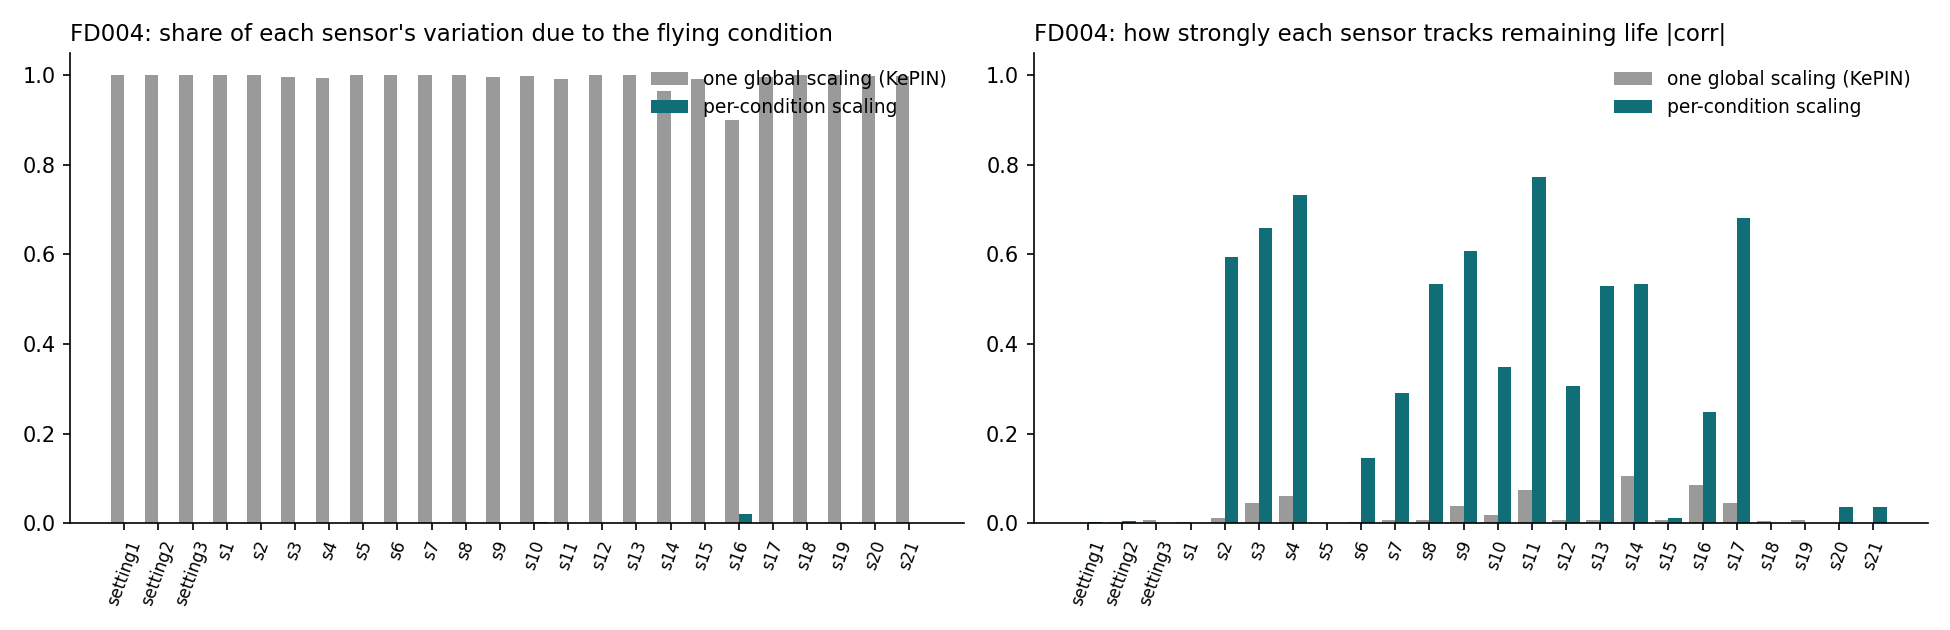 FD004: share of each sensor's variation due to the flying condition
one global scaling (KePIN)
per-condition scaling
1.0
0.8
0.6
0.4
0.2
0.0
setting1 setting2 setting3 s1 s2 s3 s4 s5 s6 s7 s8 s9 s10 s11 s12 s13 s14 s15 s16 s17 s18 s19 s20 s21
FD004: how strongly each sensor tracks remaining life |corr|
one global scaling (KePIN)
per-condition scaling
1.0
0.8
0.6
0.4
0.2
0.0
setting1 setting2 setting3 s1 s2 s3 s4 s5 s6 s7 s8 s9 s10 s11 s12 s13 s14 s15 s16 s17 s18 s19 s20 s21